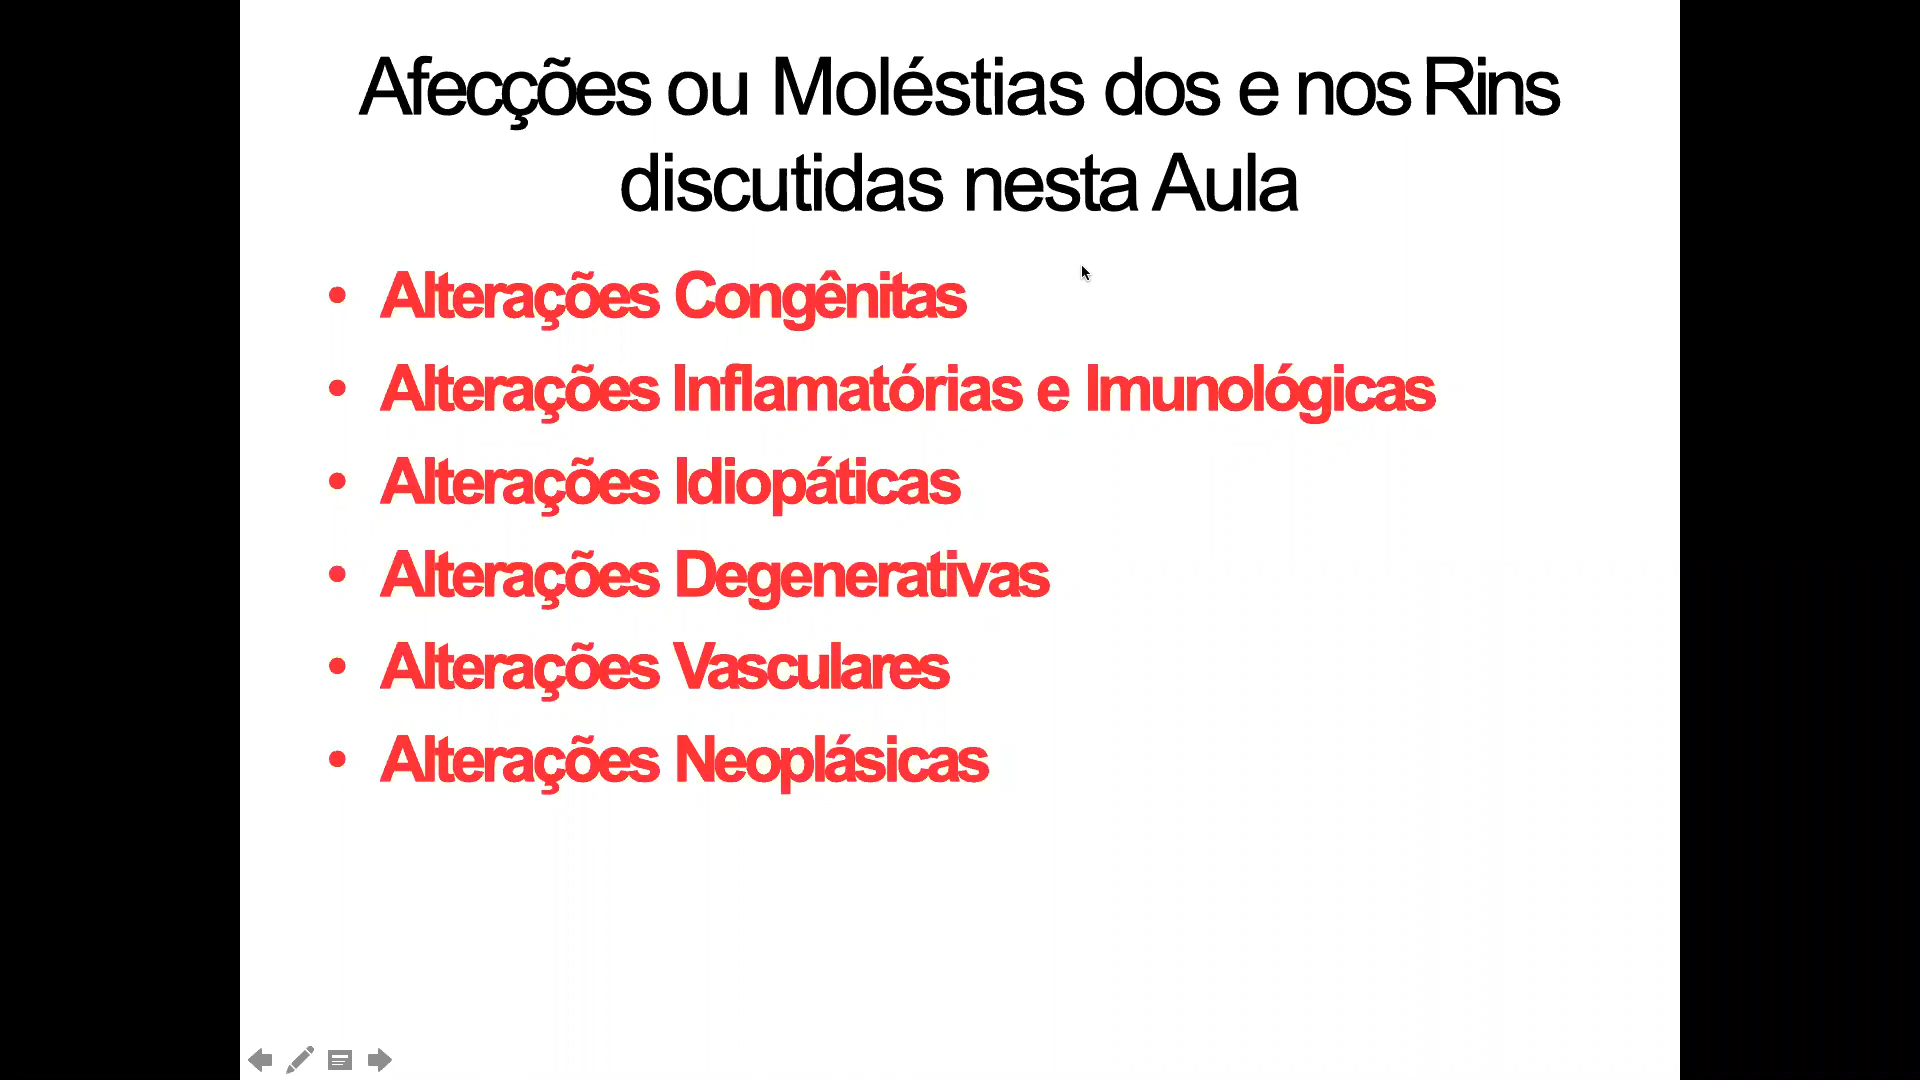 Afecções ou Moléstias dos e nos Rins
discutidas nesta Aula
• Alterações Congênitas
• Alterações Inflamatórias e Imunológicas
• Alterações Idiopáticas
• Alterações Degenerativas
• Alterações Vasculares
• Alterações Neoplásicas